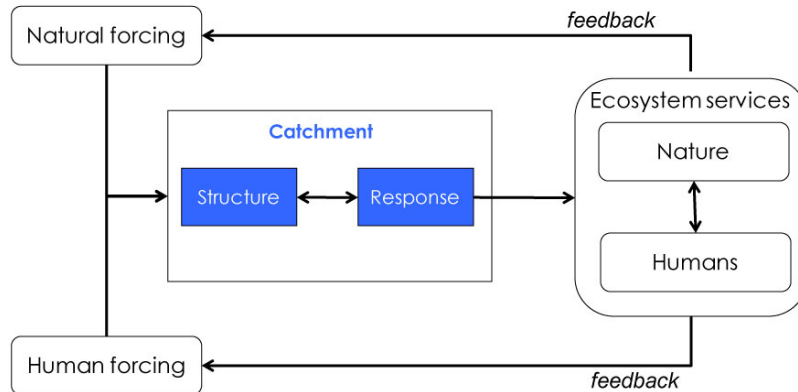 Natural forcing
feedback
Ecosystem services
Catchment
Nature
Structure
Response
Humans
Human forcing
feedback